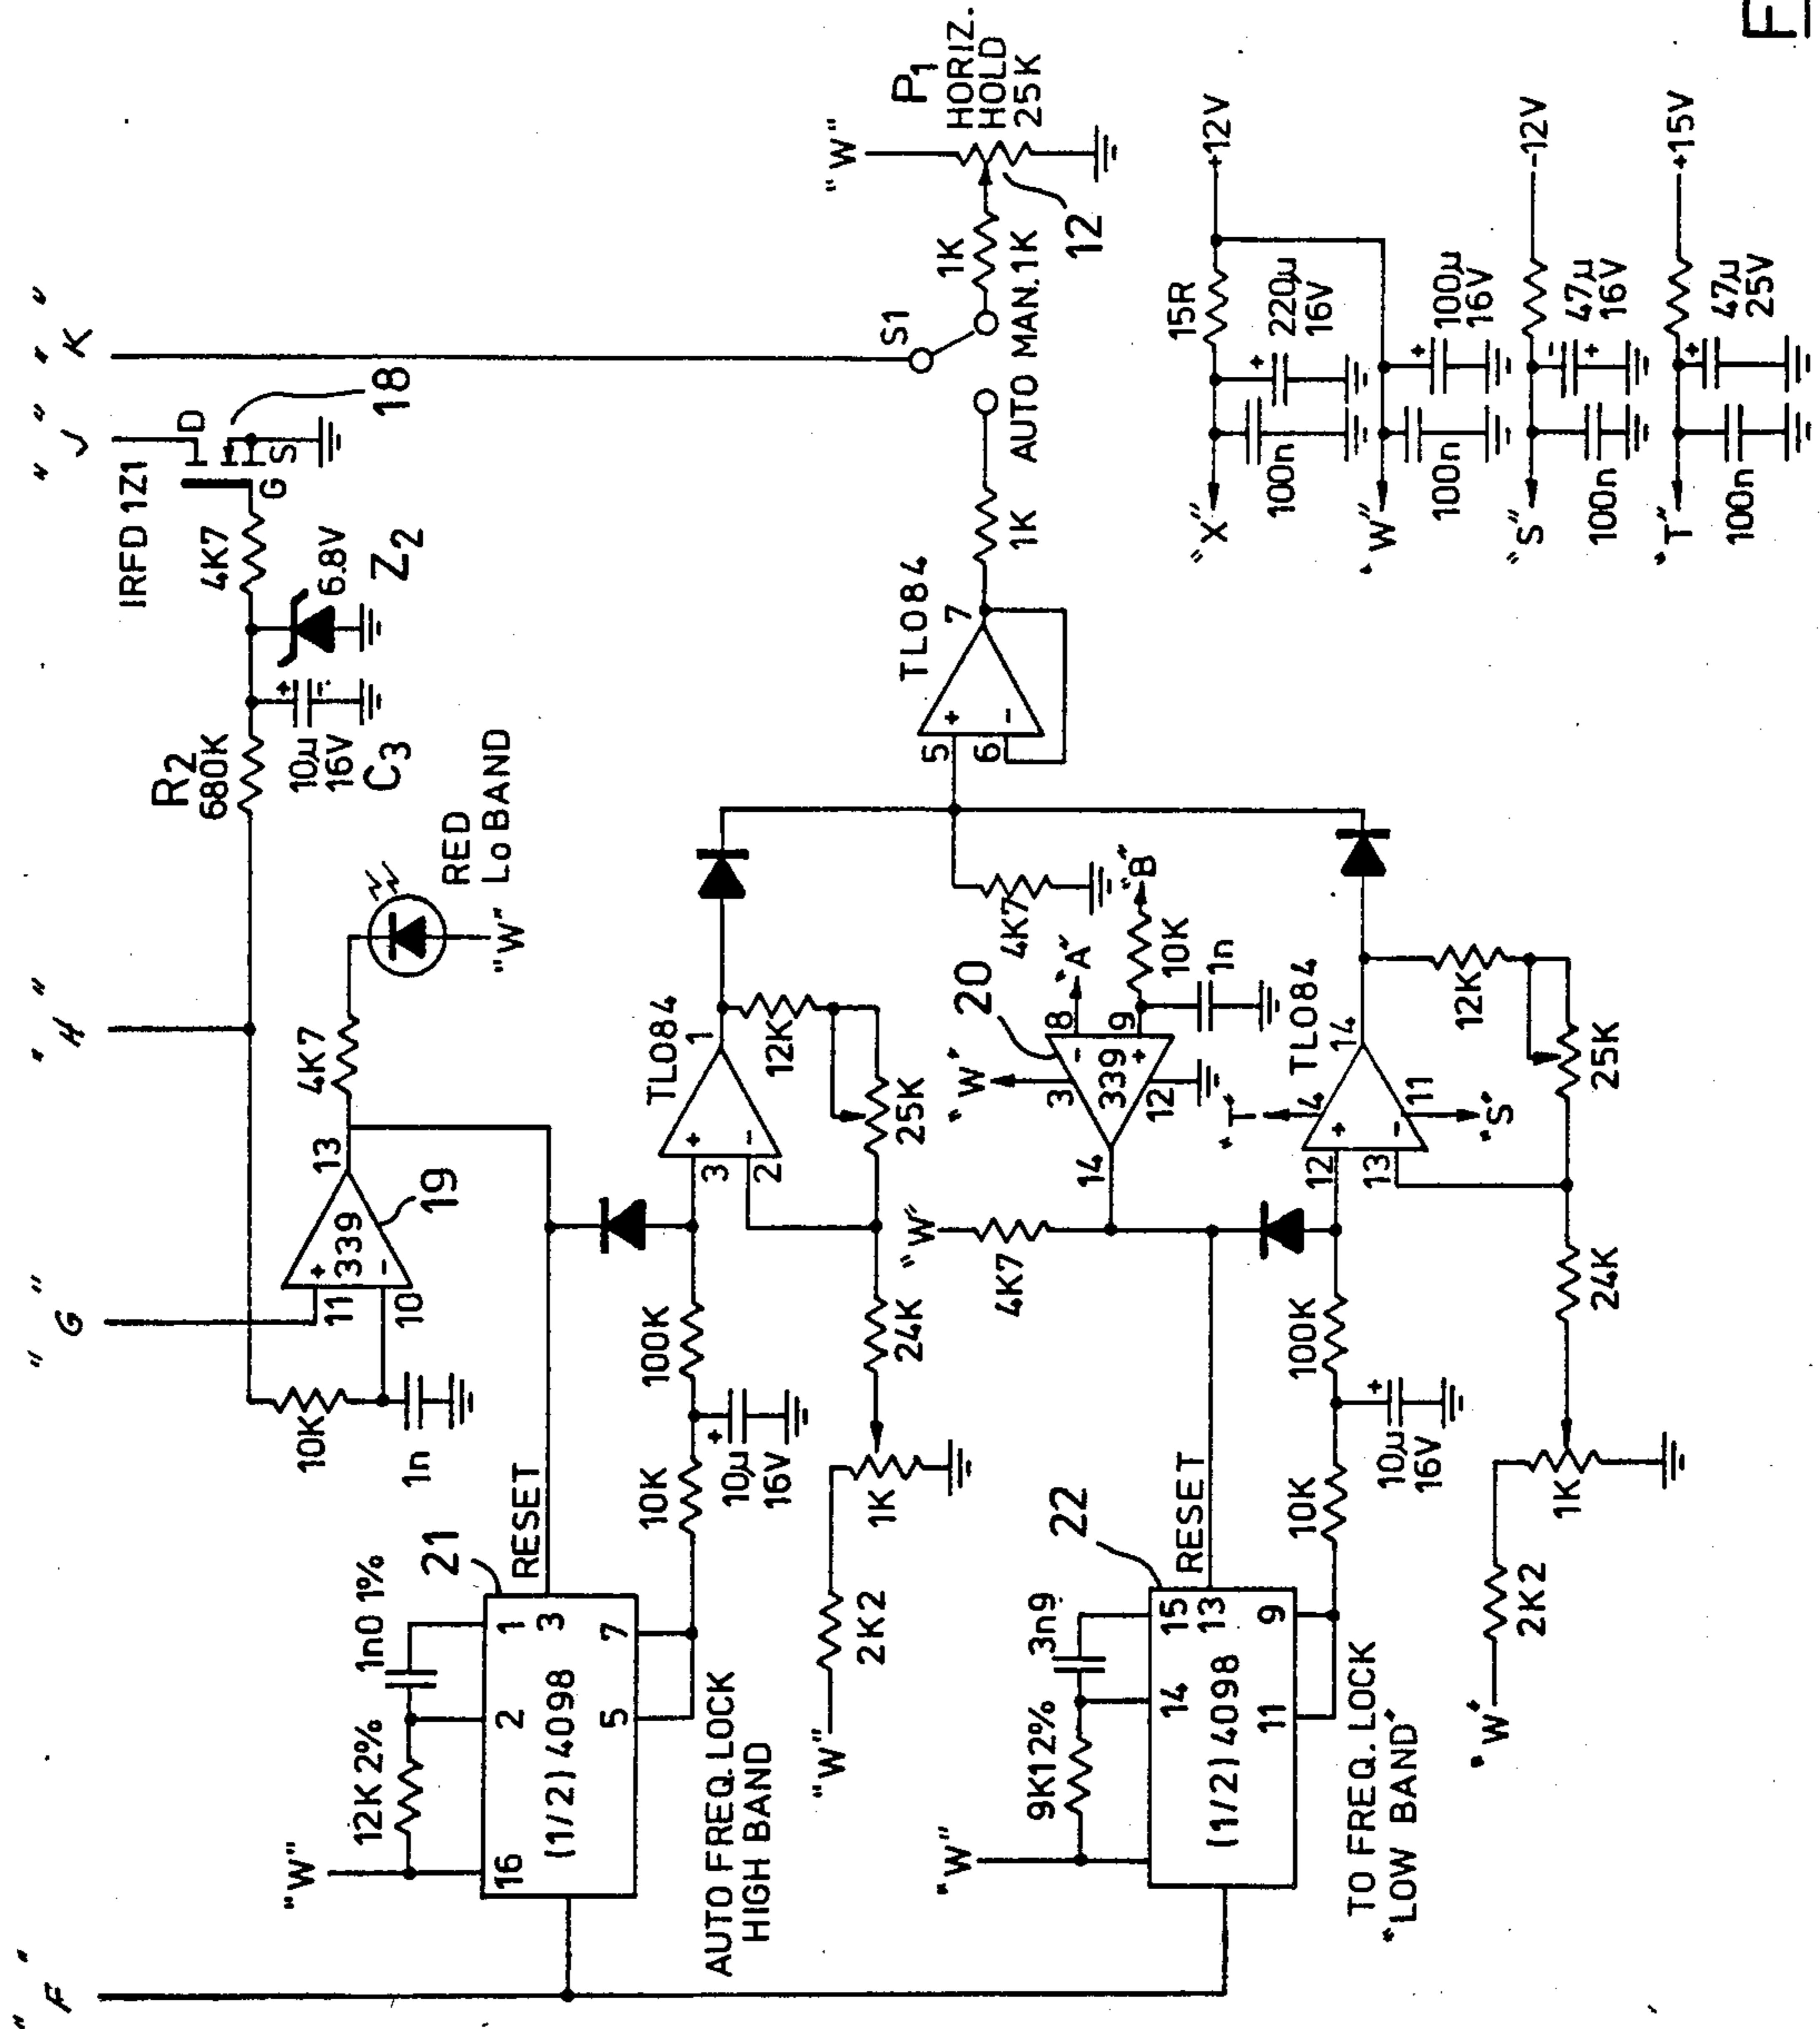 "F"
"G"
"H"
"J"
"K"
"W"
12K 2%
1n0 1%
16
2
1
(1/2) 4098
3
5
7
21
RESET
AUTO FREQ. LOCK
HIGH BAND
10K
1n
11
10
+
339
-
13
19
4K7
RED
Lo BAND
"W"
R2
680K
10µ
16V
C3
+
-
4K7
6.8V
Z2
IRFD 1Z1
G
D
S
18
10K
+
10µ
16V
100K
3
2
+
-
TL084
1
12K
25K
24K
1K
2K2
"W"
5
6
+
-
TL084
7
1K
S1
AUTO MAN. 1K
1K
"W"
P1
HORIZ.
HOLD
25K
12
4K7
"W"
9K1 2%
3n9
14
15
(1/2) 4098
13
11
9
22
RESET
TO FREQ. LOCK
"LOW BAND"
"W"
4K7
14
339
-
+
8
9
3
12
20
"W"
"A"
"B"
10K
1n
10K
+
10µ
16V
100K
12
13
+
-
"T"
4
TL084
14
11
"S"
12K
25K
24K
1K
2K2
"W"
"X"
100n
+
220µ
16V
15R
+12V
"W"
100n
+
100µ
16V
"S"
100n
-
+
47µ
16V
-12V
"T"
100n
+
47µ
25V
+15V